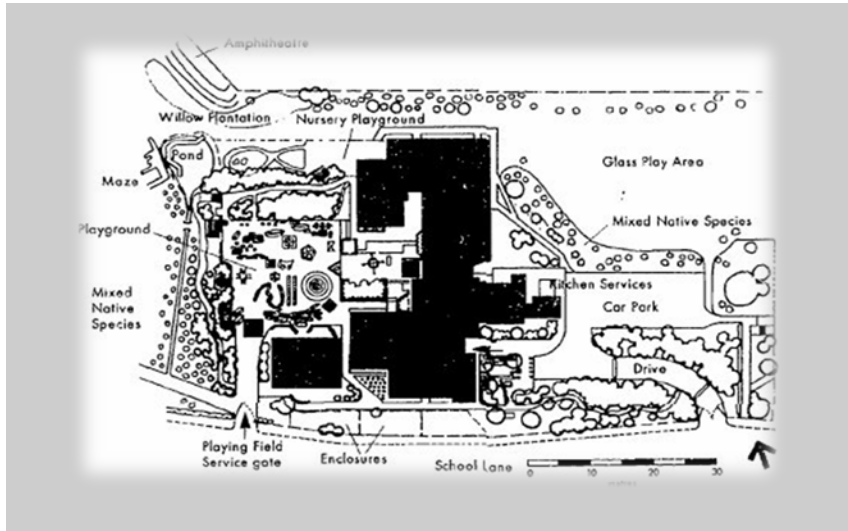 Amphitheatre
Willow Plantation
Nursery Playground
Pond
Glass Play Area
Maze
Mixed Native Species
Playground
Kitchen Services
Mixed
Native
Species
Car Park
Drive
Playing Field
Service gate
Enclosures
School Lane
0 10 20 30